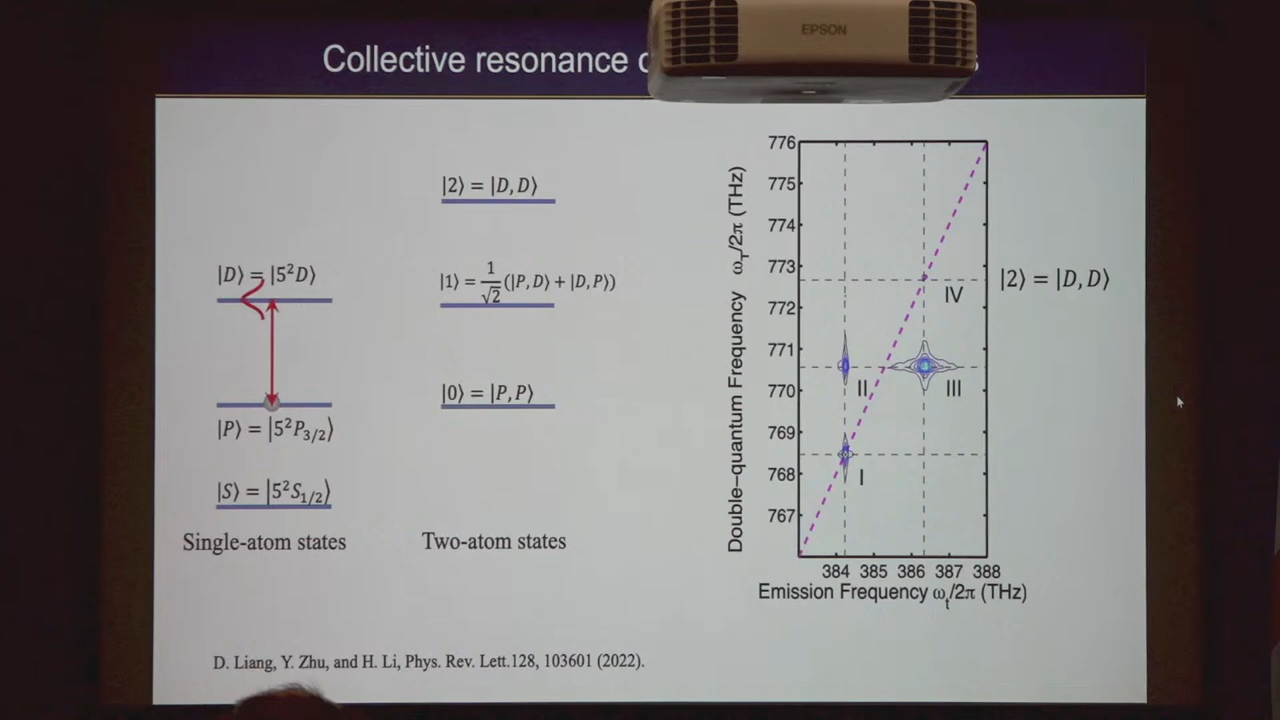 EPSON
Collective resonance
|2⟩ = |D, D⟩
|D⟩ = |5²D⟩
|1⟩ = 1/√2 (|P, D⟩ + |D, P⟩)
|0⟩ = |P, P⟩
|P⟩ = |5²P₃/₂⟩
|S⟩ = |5²S₁/₂⟩
Single-atom states
Two-atom states
Double−quantum Frequency ω_T/2π (THz)
776
775
774
773
772
771
770
769
768
767
IV
II
III
I
|2⟩ = |D, D⟩
384 385 386 387 388
Emission Frequency ω_t/2π (THz)
D. Liang, Y. Zhu, and H. Li, Phys. Rev. Lett.128, 103601 (2022).